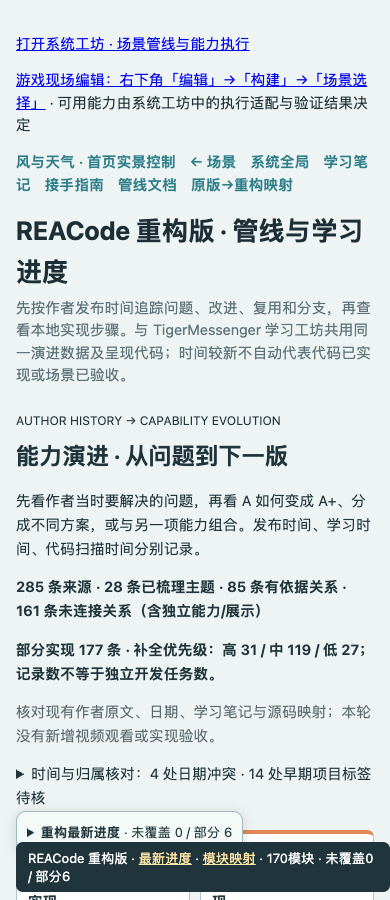 打开系统工坊 · 场景管线与能力执行
游戏现场编辑：右下角「编辑」→「构建」→「场景选
择」 · 可用能力由系统工坊中的执行适配与验证结果决
定
风与天气 · 首页实景控制 ← 场景 系统全局 学习笔
记 接手指南 管线文档 原版→重构映射
REACode 重构版 · 管线与学习
进度
先按作者发布时间追踪问题、改进、复用和分支，再查
看本地实现步骤。与 TigerMessenger 学习工坊共用同
一演进数据及呈现代码；时间较新不自动代表代码已实
现或场景已验收。
AUTHOR HISTORY → CAPABILITY EVOLUTION
能力演进 · 从问题到下一版
先看作者当时要解决的问题，再看 A 如何变成 A+、分
成不同方案，或与另一项能力组合。发布时间、学习时
间、代码扫描时间分别记录。
285 条来源 · 28 条已梳理主题 · 85 条有依据关系 ·
161 条未连接关系（含独立能力/展示）
部分实现 177 条 · 补全优先级：高 31 / 中 119 / 低 27；
记录数不等于独立开发任务数。
核对现有作者原文、日期、学习笔记与源码映射；本轮
没有新增视频观看或实现验收。
▶ 时间与归属核对：4 处日期冲突 · 14 处早期项目标签
待核
▶ 重构最新进度 · 未覆盖 0 / 部分 6
REACode 重构版 · 最新进度 · 模块映射 · 170模块 · 未覆盖0
/ 部分6